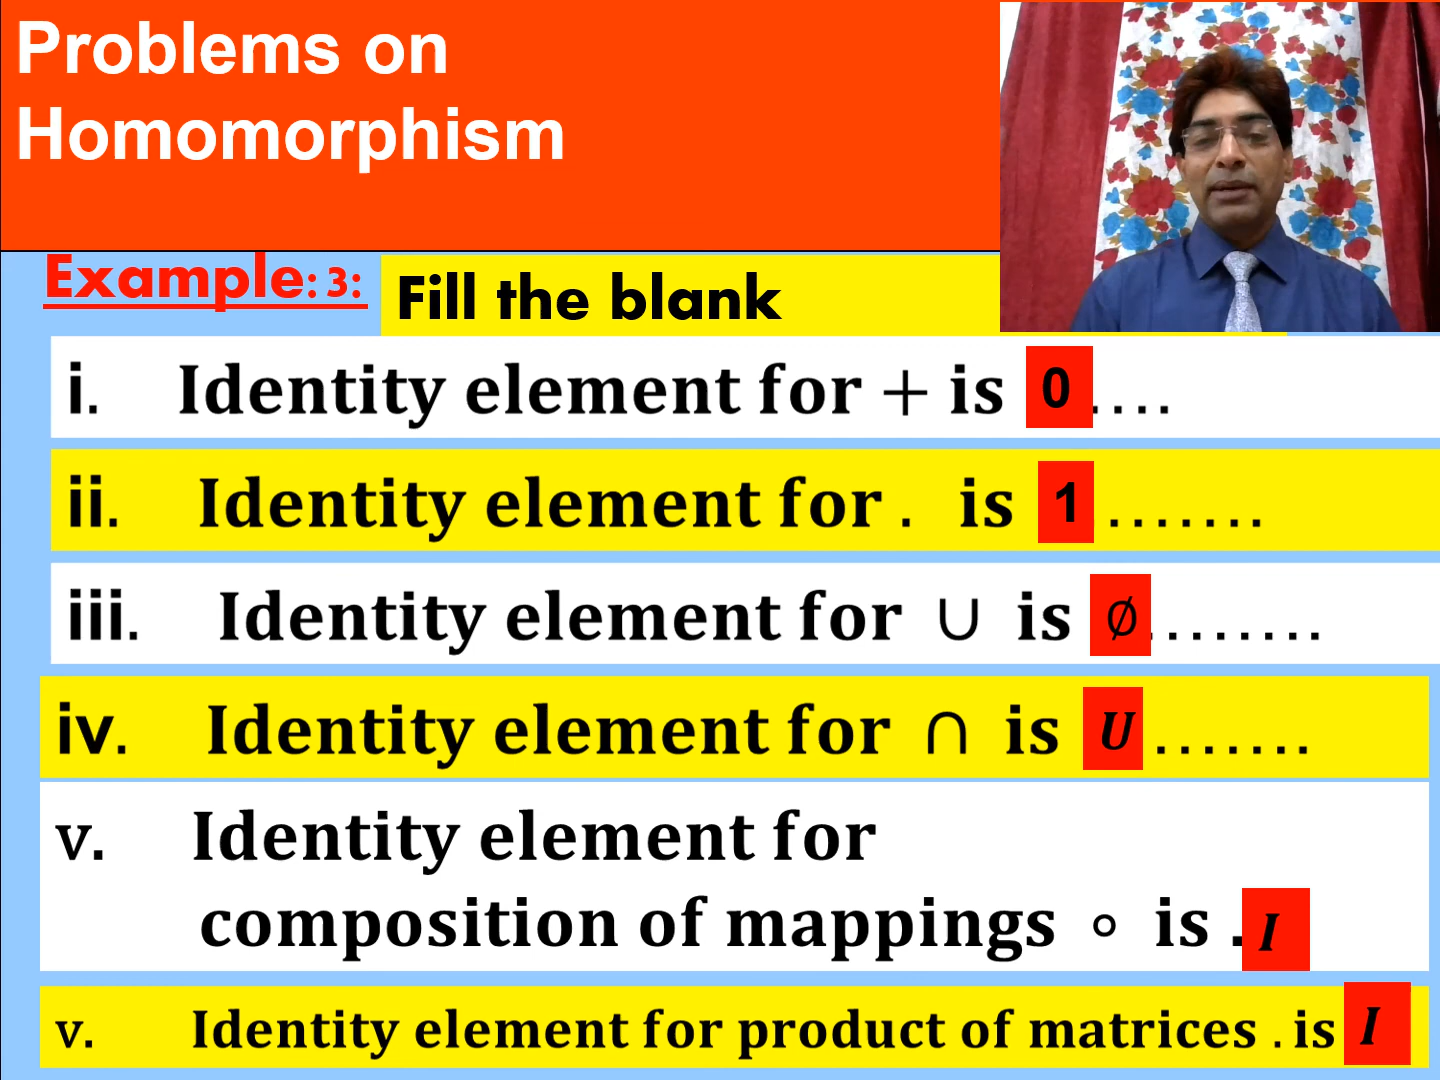 Problems on
Homomorphism
Example: 3:
Fill the blank
i. Identity element for + is 0 ....
ii. Identity element for . is 1 .......
iii. Identity element for ∪ is ∅ ........
iv. Identity element for ∩ is U .......
v. Identity element for
composition of mappings ∘ is . I
v. Identity element for product of matrices . is I